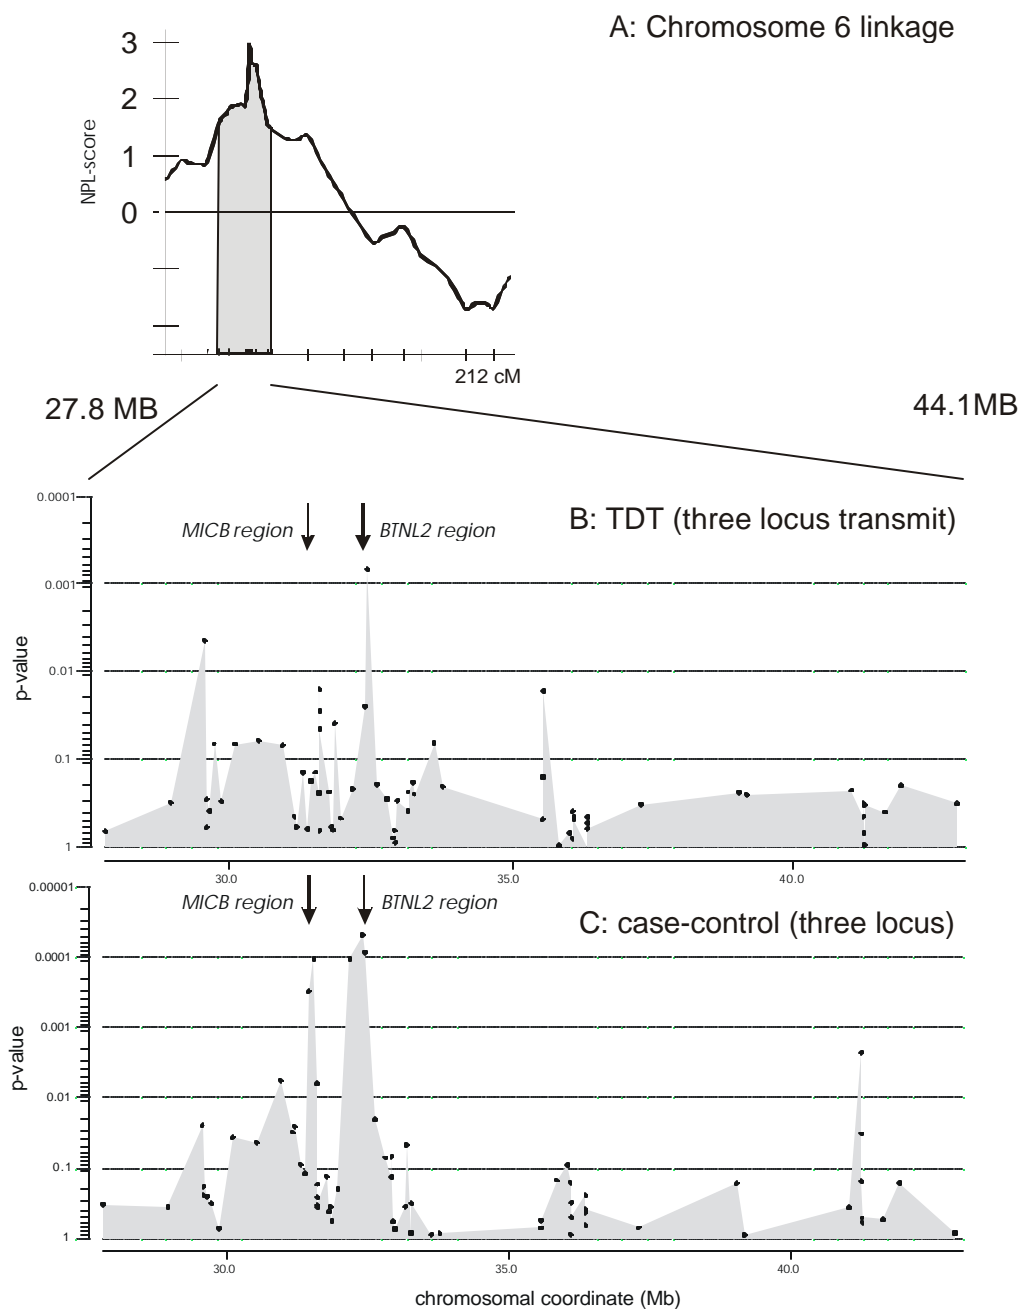 A: Chromosome 6 linkage
3
2
1
0
NPL-score
212 cM
27.8 MB
44.1MB
0.0001
MICB region
BTNL2 region
B: TDT (three locus transmit)
0.001
0.01
0.1
1
p-value
30.0
35.0
40.0
0.00001
MICB region
BTNL2 region
C: case-control (three locus)
0.0001
0.001
0.01
0.1
1
p-value
30.0
35.0
40.0
chromosomal coordinate (Mb)